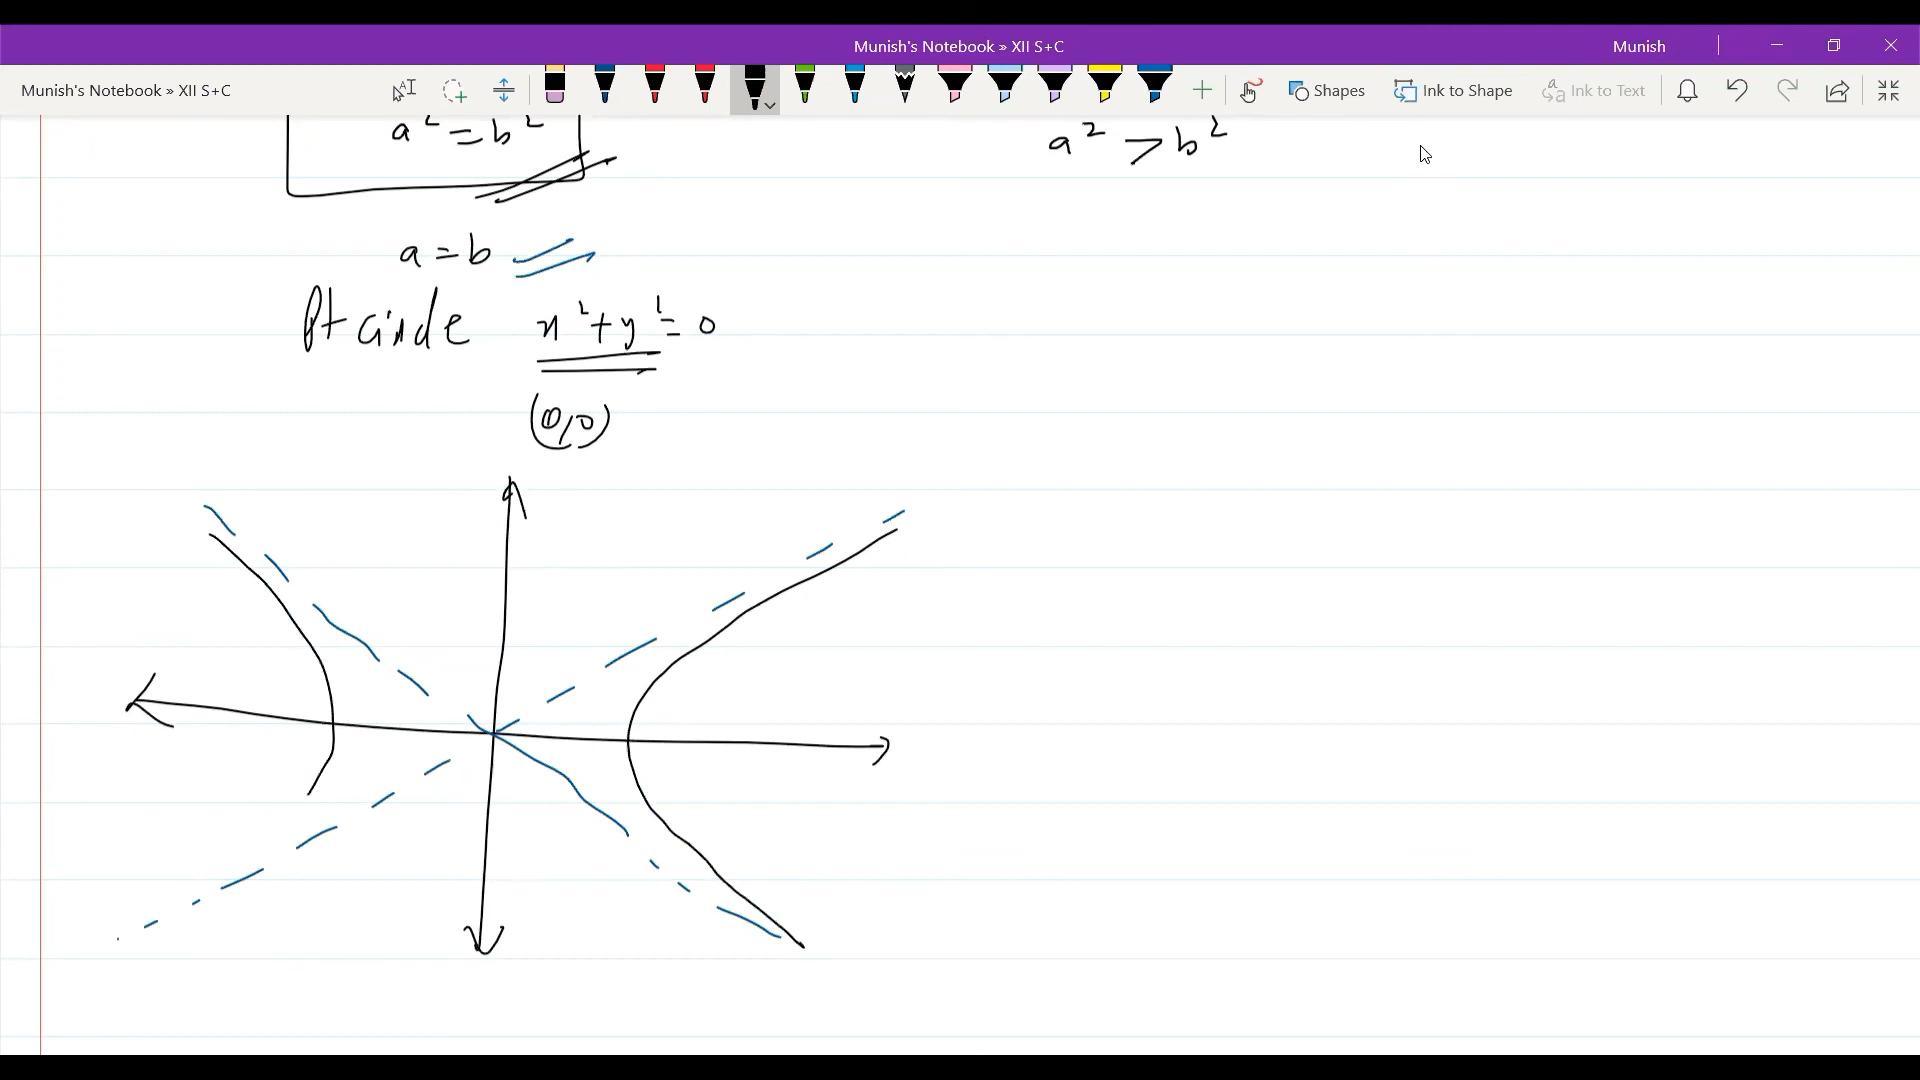 Munish's Notebook » XII S+C
Munish
Munish's Notebook » XII S+C
Shapes
Ink to Shape
Ink to Text
a² = b²
a² > b²
a = b
Pt circle x² + y² = 0
(0,0)